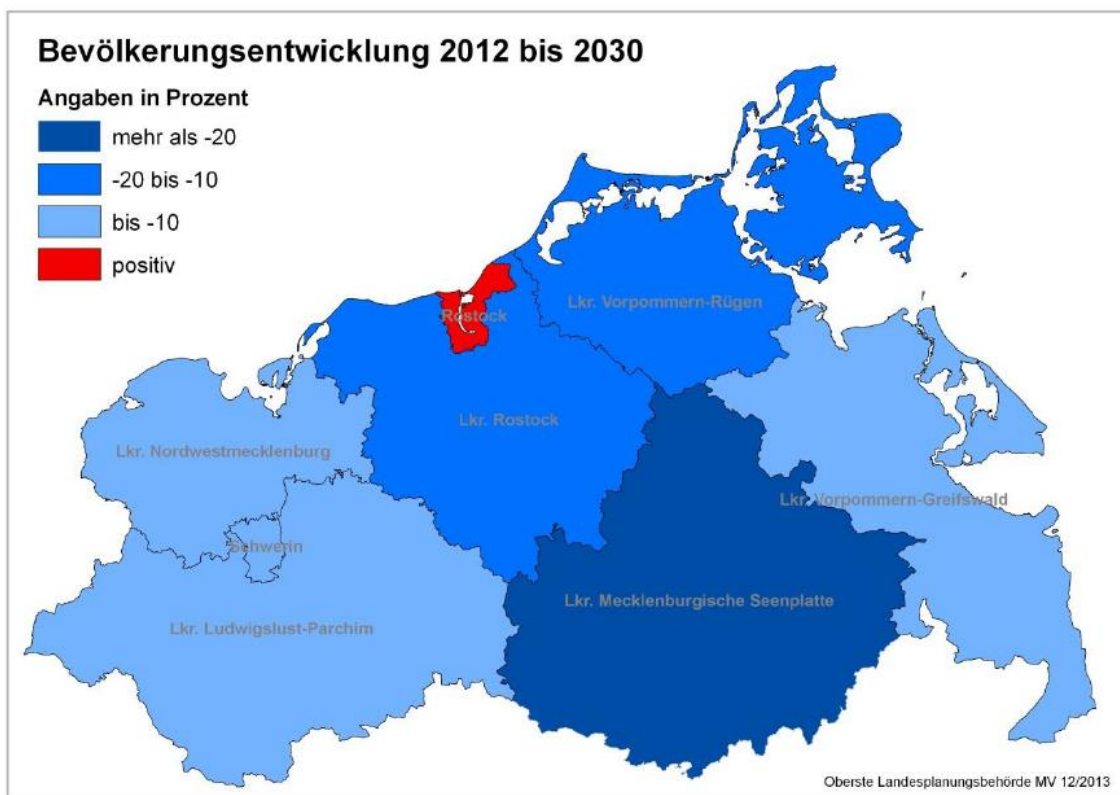 Bevölkerungsentwicklung 2012 bis 2030
Angaben in Prozent
mehr als -20
-20 bis -10
bis -10
positiv
Lkr. Vorpommern-Rügen
Rostock
Lkr. Rostock
Lkr. Nordwestmecklenburg
Lkr. Vorpommern-Greifswald
Schwerin
Lkr. Mecklenburgische Seenplatte
Lkr. Ludwigslust-Parchim
Oberste Landesplanungsbehörde MV 12/2013